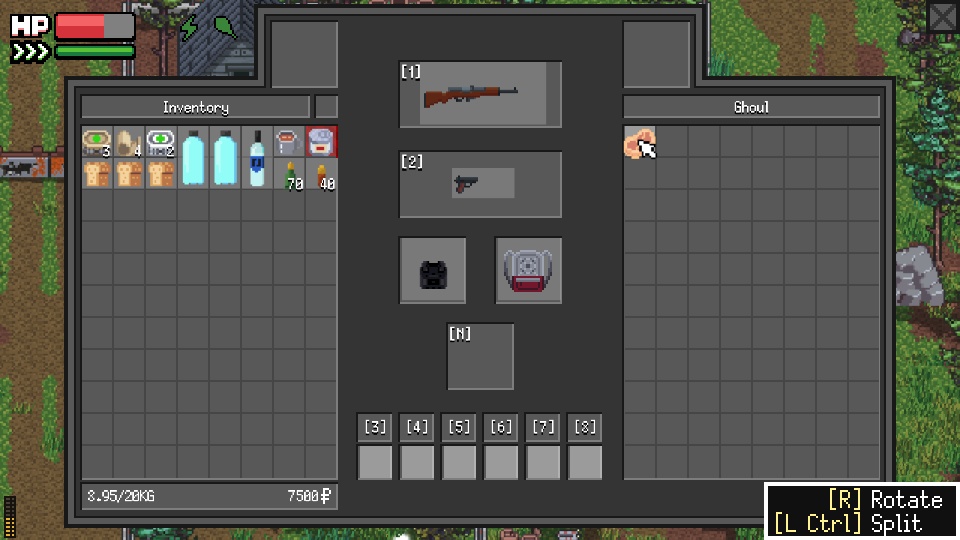 HP
>>>
Inventory
[1]
Ghoul
3
4
2
[2]
70
40
[N]
[3] [4] [5] [6] [7] [8]
8.95/20KG 7500₽
[R] Rotate
[L Ctrl] Split